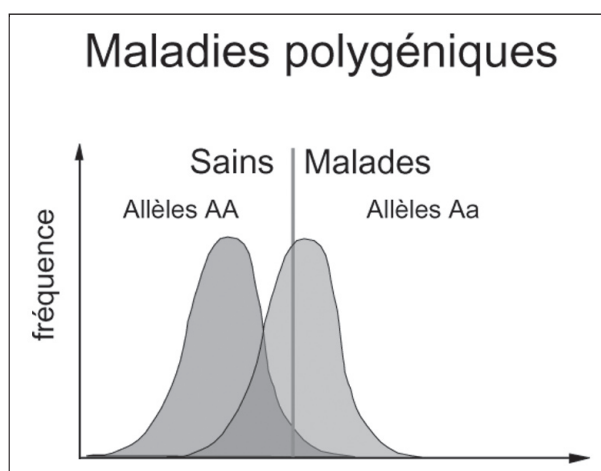 Maladies polygéniques
Sains Malades
Allèles AA Allèles Aa
fréquence